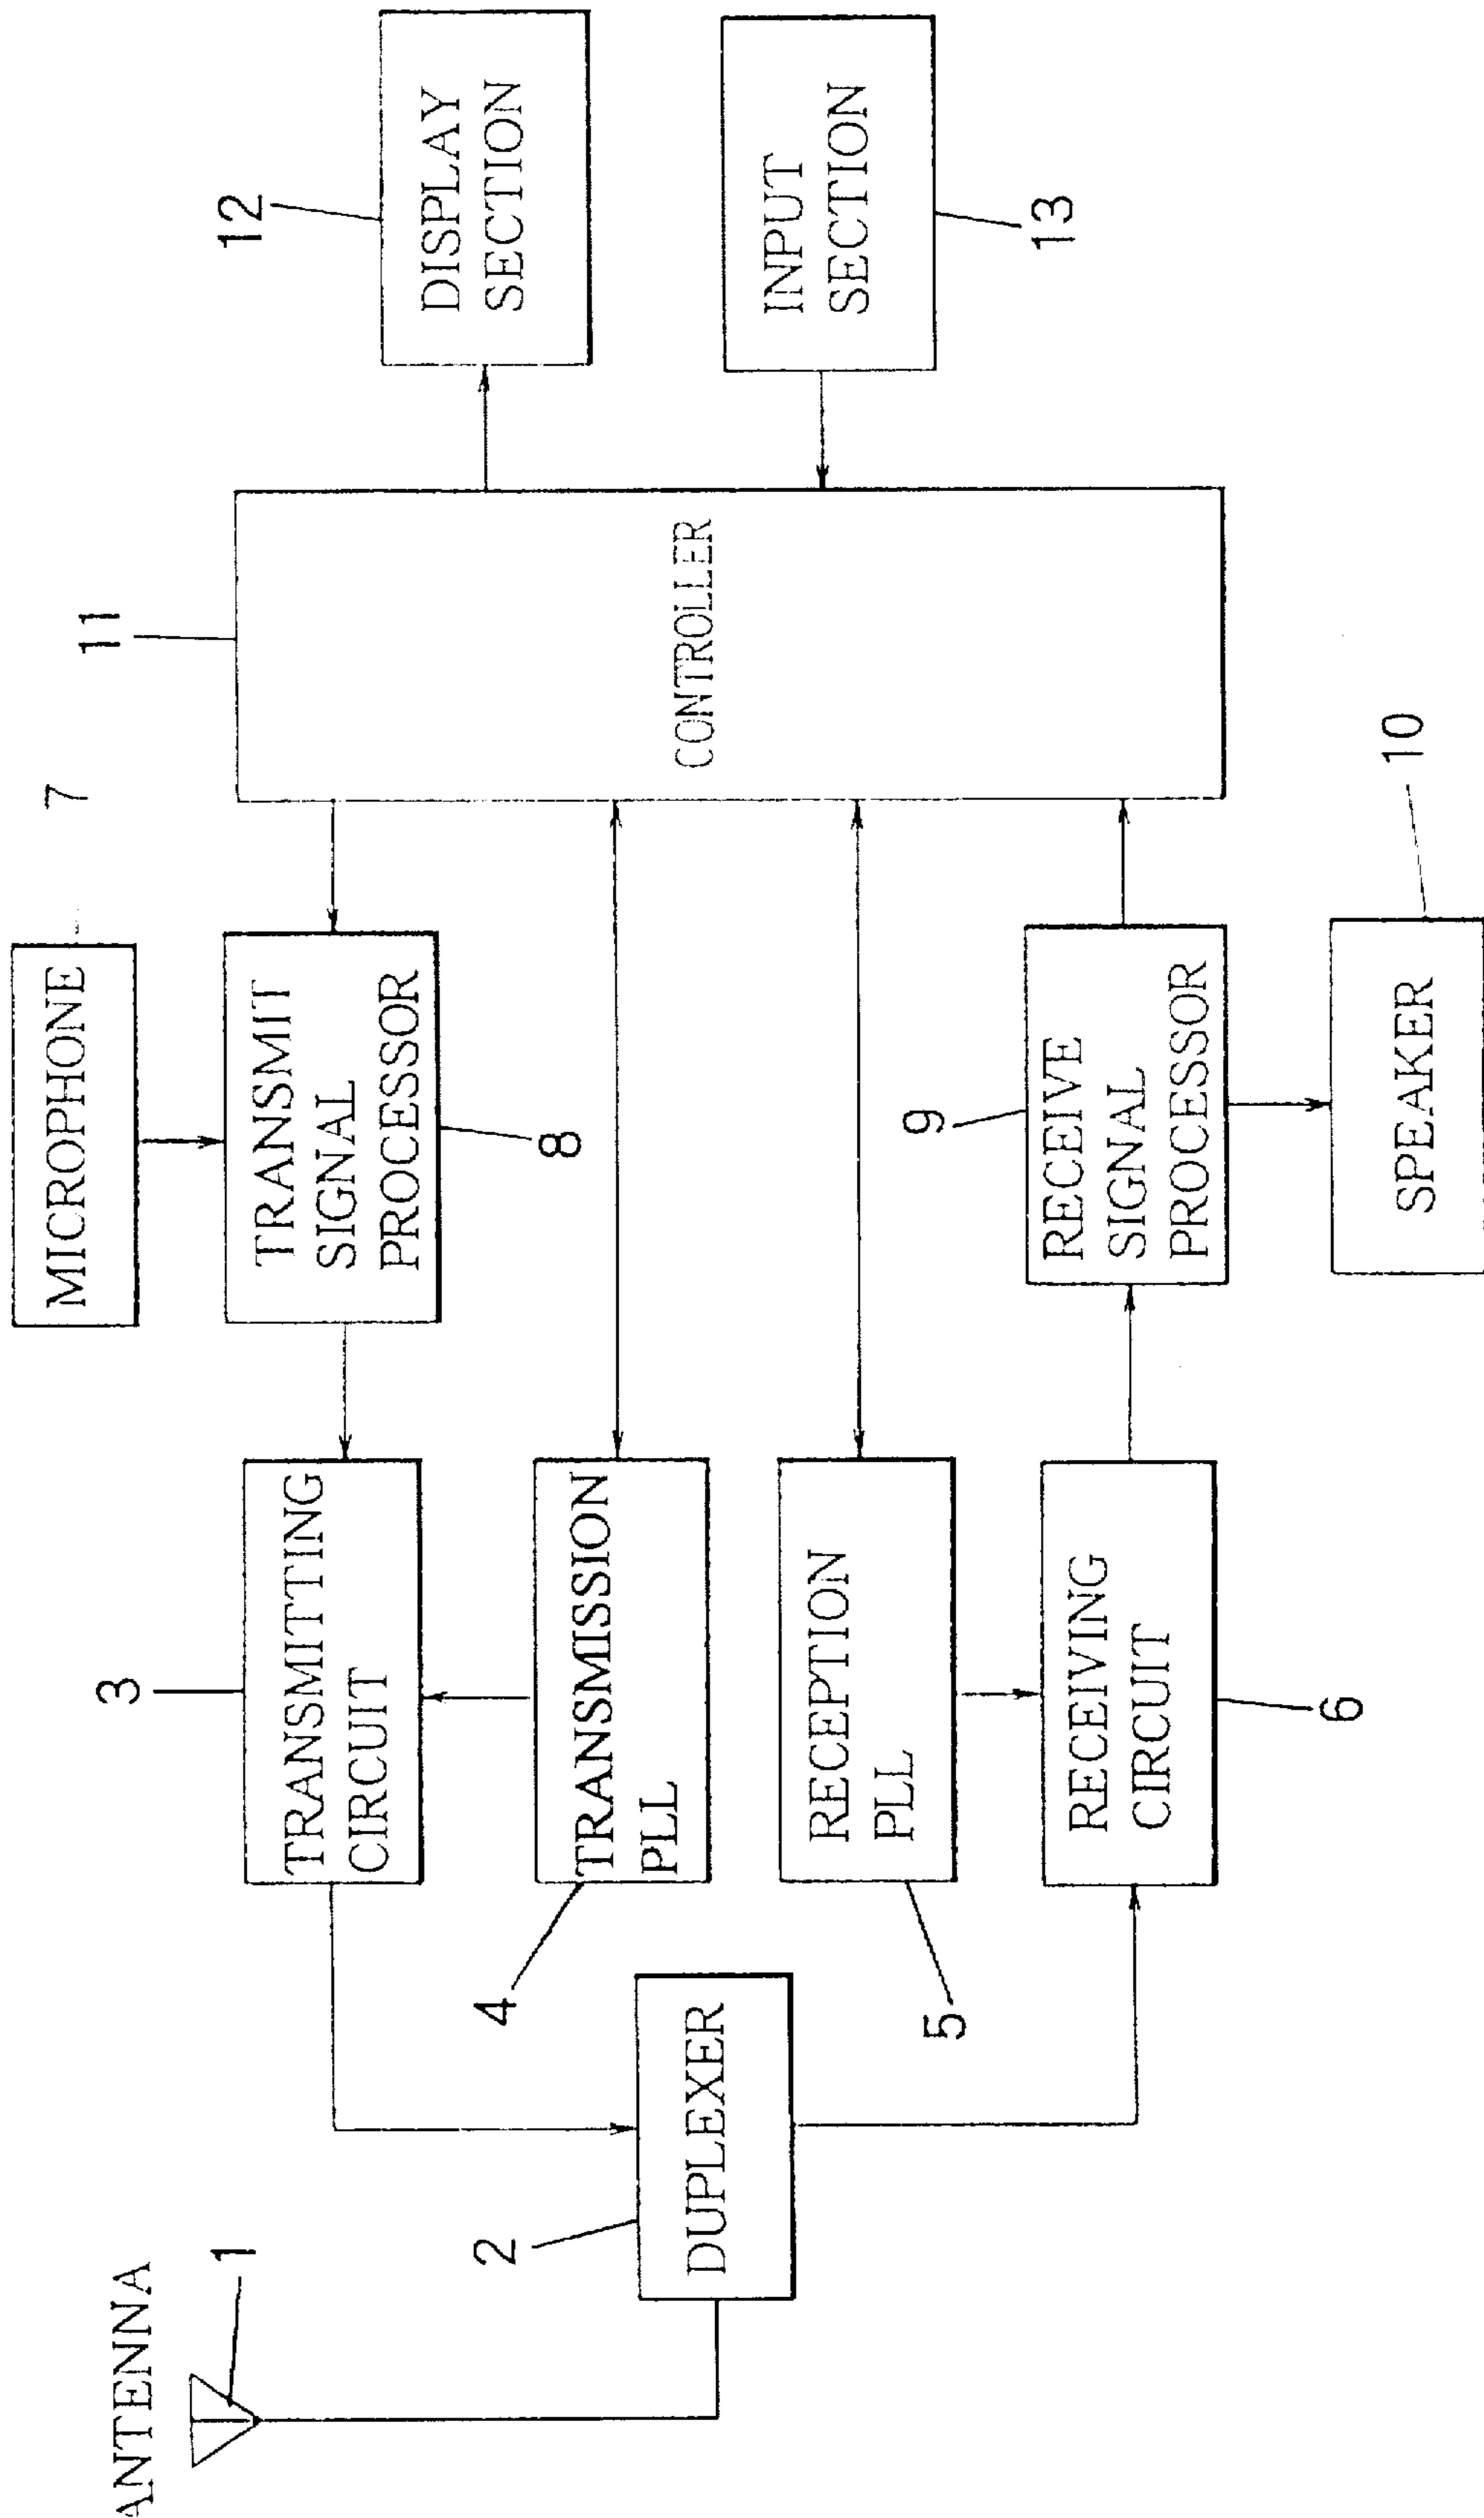 ANTENNA
1
2
DUPLEXER
3
TRANSMITTING
CIRCUIT
4
TRANSMISSION
PLL
5
RECEPTION
PLL
RECEIVING
CIRCUIT
6
MICROPHONE
7
TRANSMIT
SIGNAL
PROCESSOR
8
9
RECEIVE
SIGNAL
PROCESSOR
SPEAKER
10
11
CONTROLLER
12
DISPLAY
SECTION
INPUT
SECTION
13